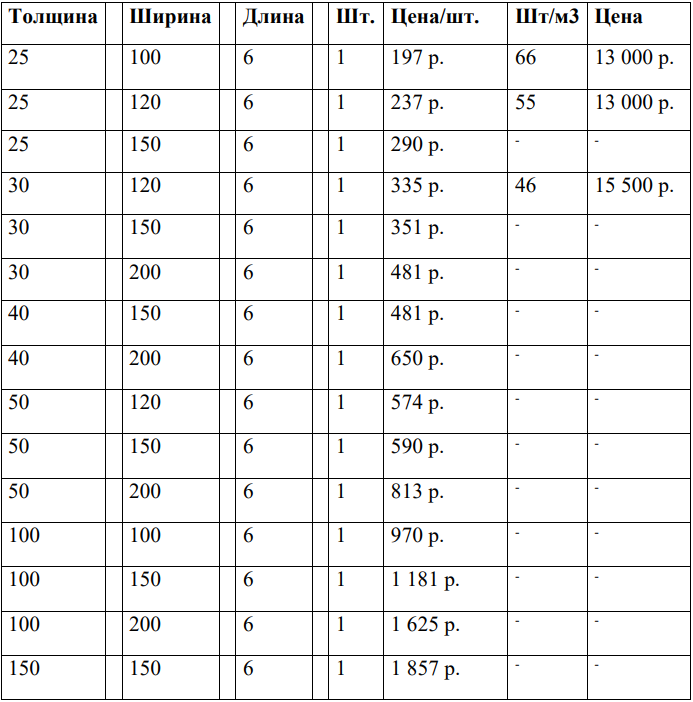 Толщина Ширина Длина Шт. Цена/шт. Шт/м3 Цена
25 100 6 1 197 р. 66 13 000 р.
25 120 6 1 237 р. 55 13 000 р.
25 150 6 1 290 р. - -
30 120 6 1 335 р. 46 15 500 р.
30 150 6 1 351 р. - -
30 200 6 1 481 р. - -
40 150 6 1 481 р. - -
40 200 6 1 650 р. - -
50 120 6 1 574 р. - -
50 150 6 1 590 р. - -
50 200 6 1 813 р. - -
100 100 6 1 970 р. - -
100 150 6 1 1 181 р. - -
100 200 6 1 1 625 р. - -
150 150 6 1 1 857 р. - -